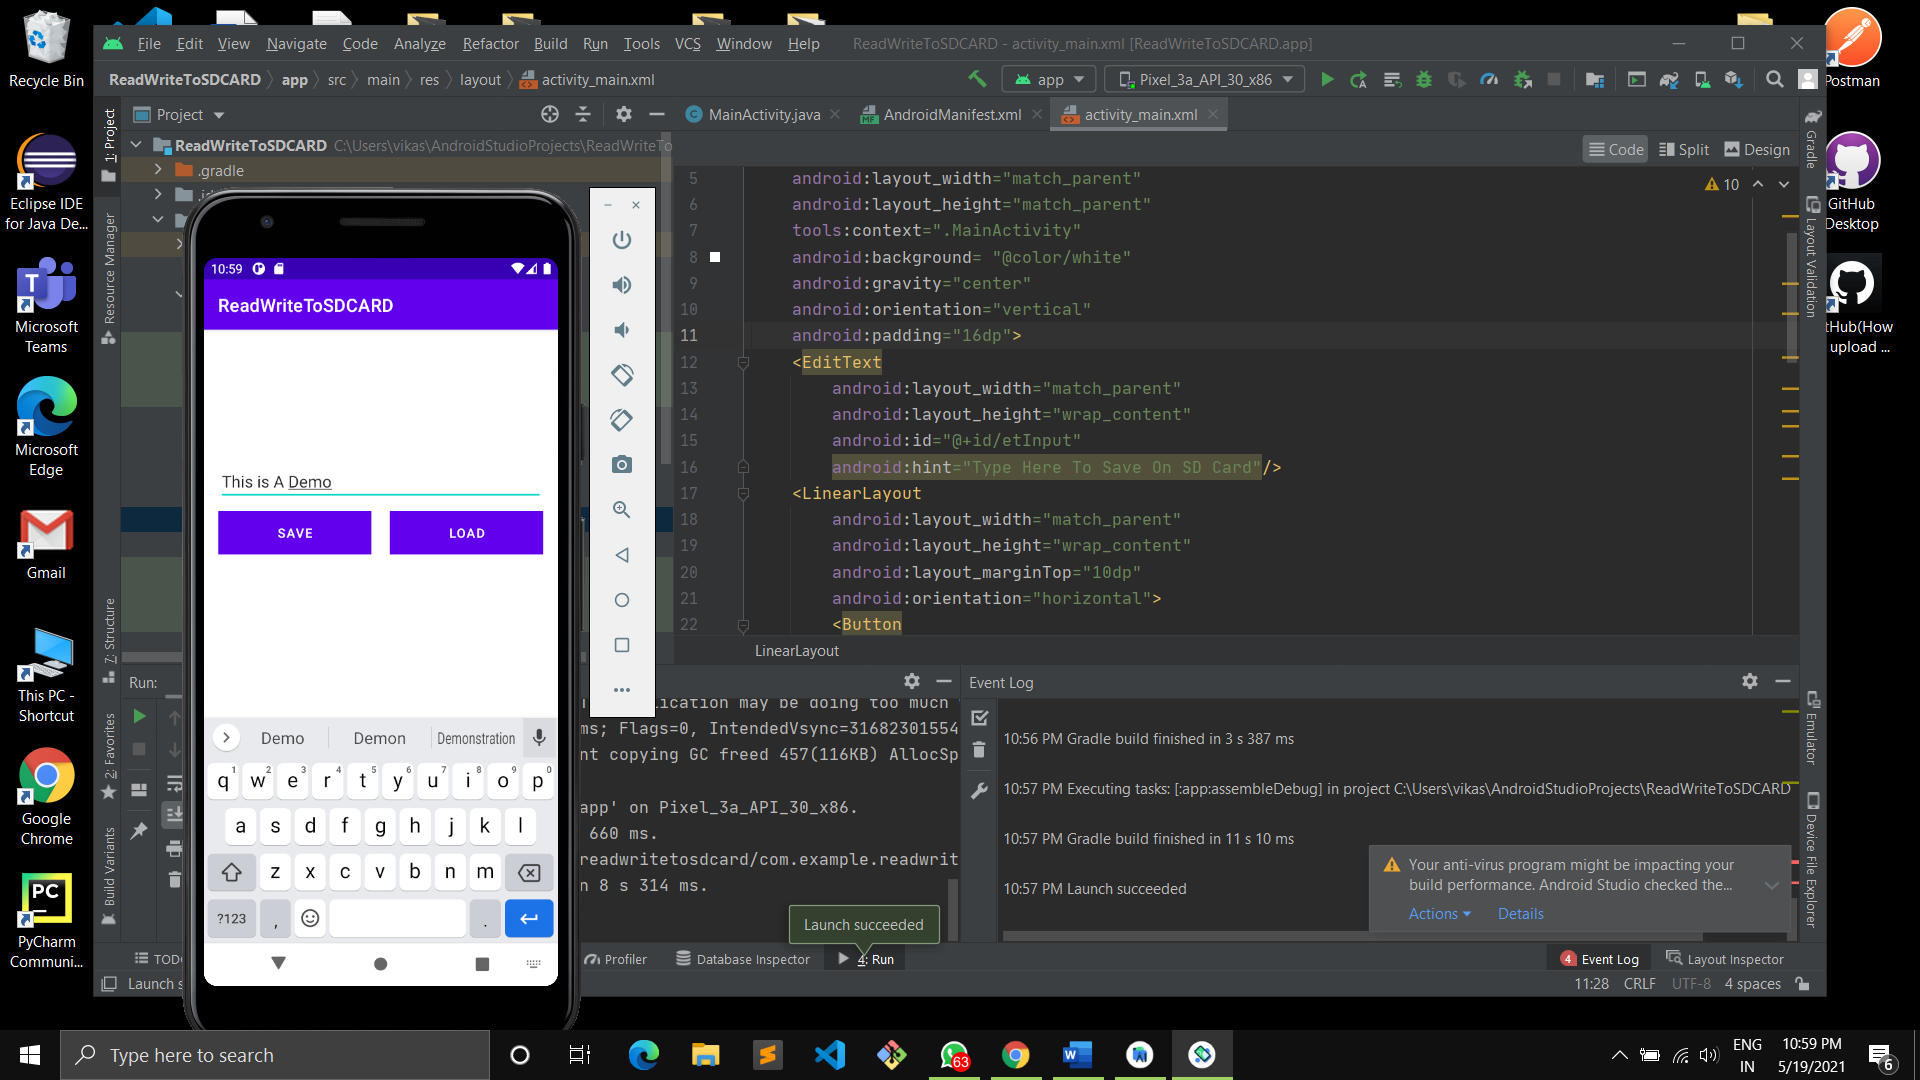 Recycle Bin
Eclipse IDE
for Java De...
Microsoft
Teams
Microsoft
Edge
Gmail
This PC -
Shortcut
Google
Chrome
PyCharm
Communi...
Postman
GitHub
Desktop
tHub(How
upload ...
File Edit View Navigate Code Analyze Refactor Build Run Tools VCS Window Help ReadWriteToSDCARD - activity_main.xml [ReadWriteToSDCARD.app]
ReadWriteToSDCARD app src main res layout activity_main.xml app Pixel_3a_API_30_x86
Project MainActivity.java AndroidManifest.xml activity_main.xml
ReadWriteToSDCARD C:\Users\vikas\AndroidStudioProjects\ReadWriteTo
.gradle
Code Split Design
10
1: Project
Resource Manager
7: Structure
2: Favorites
Build Variants
Gradle
Layout Validation
Emulator
Device File Explorer
5 android:layout_width="match_parent"
6 android:layout_height="match_parent"
7 tools:context=".MainActivity"
8 android:background= "@color/white"
9 android:gravity="center"
10 android:orientation="vertical"
11 android:padding="16dp">
12 <EditText
13 android:layout_width="match_parent"
14 android:layout_height="wrap_content"
15 android:id="@+id/etInput"
16 android:hint="Type Here To Save On SD Card"/>
17 <LinearLayout
18 android:layout_width="match_parent"
19 android:layout_height="wrap_content"
20 android:layout_marginTop="10dp"
21 android:orientation="horizontal">
22 <Button
LinearLayout
10:59
ReadWriteToSDCARD
This is A Demo
SAVE LOAD
Demo Demon Demonstration
q1 w2 e3 r4 t5 y6 u7 i8 o9 p0
a s d f g h j k l
z x c v b n m
?123 , .
Run:
lication may be doing too much
ms; Flags=0, IntendedVsync=31682301554
nt copying GC freed 457(116KB) AllocSp
app' on Pixel_3a_API_30_x86.
660 ms.
readwritetosdcard/com.example.readwrit
n 8 s 314 ms.
Launch succeeded
Event Log
10:56 PM Gradle build finished in 3 s 387 ms
10:57 PM Executing tasks: [:app:assembleDebug] in project C:\Users\vikas\AndroidStudioProjects\ReadWriteToSDCARD
10:57 PM Gradle build finished in 11 s 10 ms
10:57 PM Launch succeeded
Your anti-virus program might be impacting your
build performance. Android Studio checked the...
Actions Details
TODO Profiler Database Inspector 4: Run 4 Event Log Layout Inspector
Launch s 11:28 CRLF UTF-8 4 spaces
Type here to search
63
ENG
IN
10:59 PM
5/19/2021
6